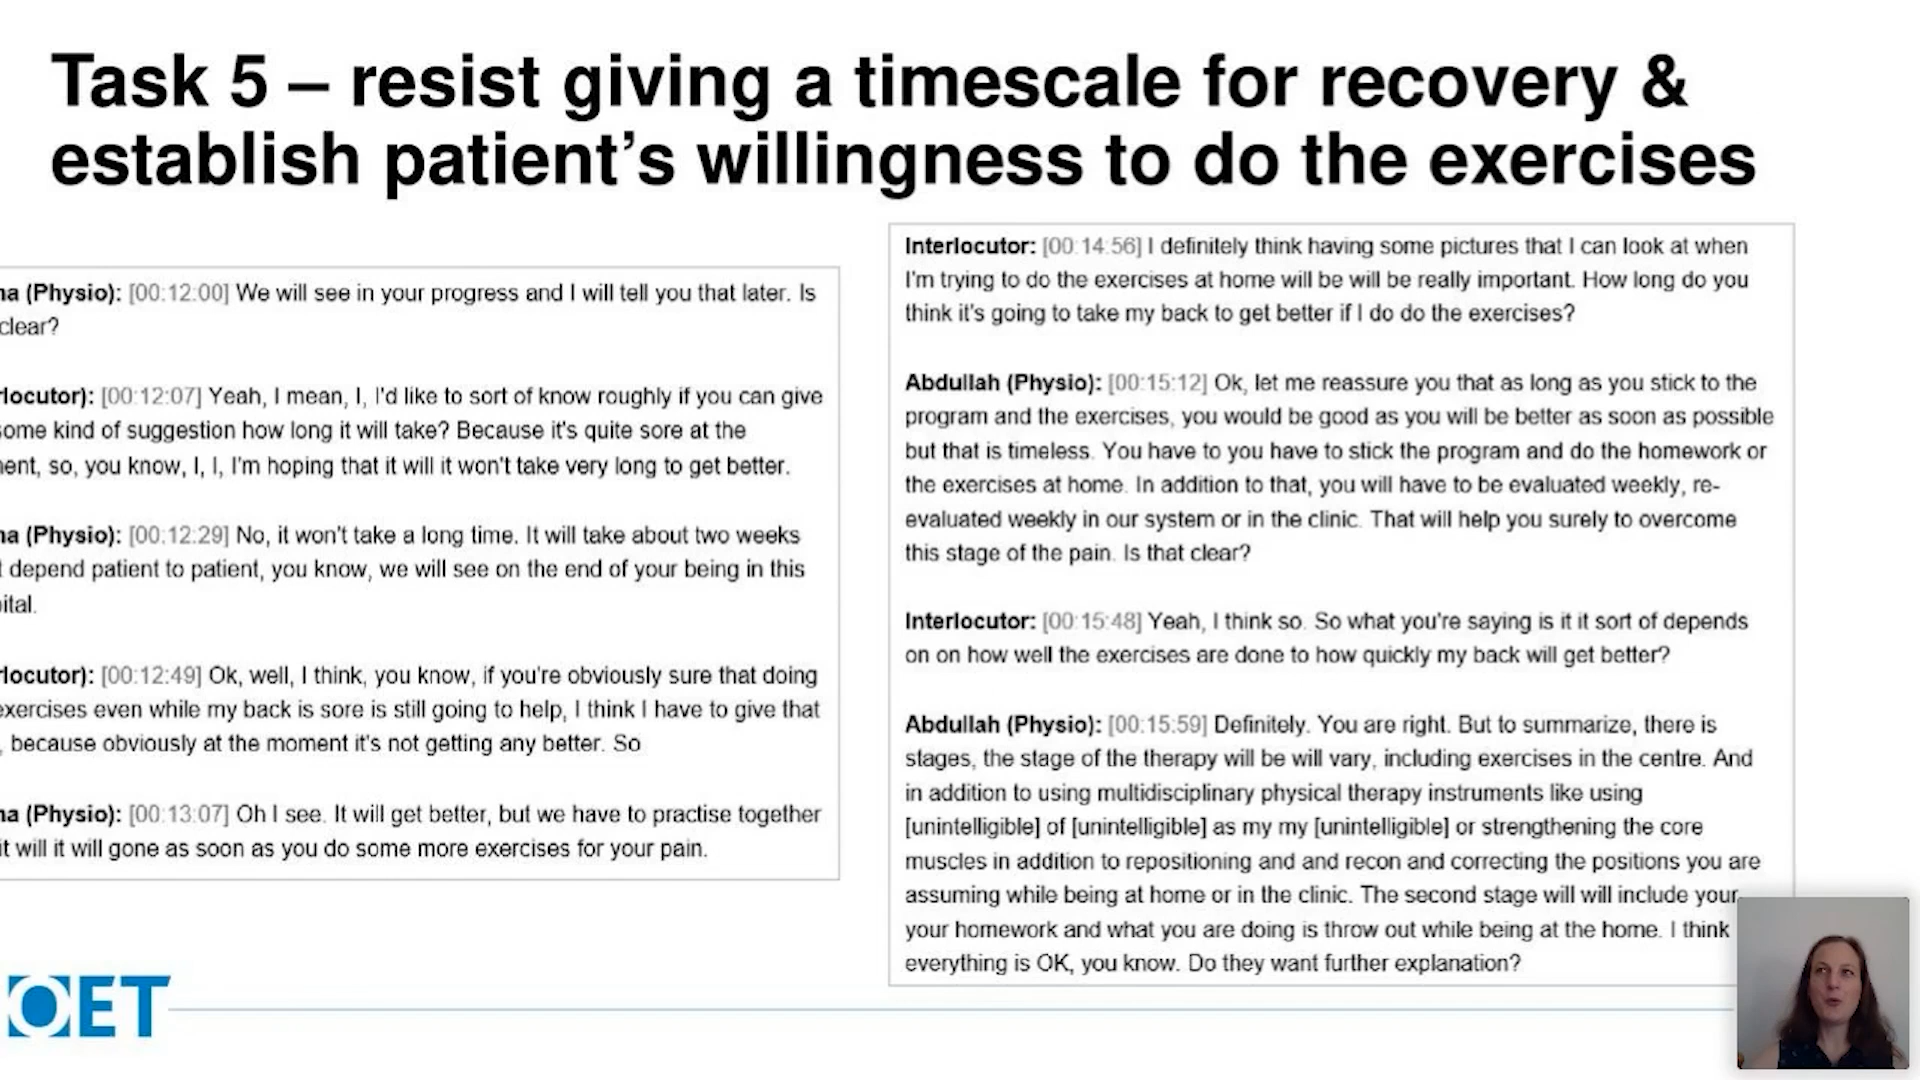 Task 5 – resist giving a timescale for recovery &
establish patient's willingness to do the exercises
na (Physio): [00:12:00] We will see in your progress and I will tell you that later. Is
clear?
rlocutor): [00:12:07] Yeah, I mean, I, I'd like to sort of know roughly if you can give
some kind of suggestion how long it will take? Because it's quite sore at the
ent, so, you know, I, I, I'm hoping that it will it won't take very long to get better.
na (Physio): [00:12:29] No, it won't take a long time. It will take about two weeks
t depend patient to patient, you know, we will see on the end of your being in this
ital.
rlocutor): [00:12:49] Ok, well, I think, you know, if you're obviously sure that doing
exercises even while my back is sore is still going to help, I think I have to give that
, because obviously at the moment it's not getting any better. So
na (Physio): [00:13:07] Oh I see. It will get better, but we have to practise together
it will it will gone as soon as you do some more exercises for your pain.
Interlocutor: [00:14:56] I definitely think having some pictures that I can look at when
I'm trying to do the exercises at home will be will be really important. How long do you
think it's going to take my back to get better if I do do the exercises?
Abdullah (Physio): [00:15:12] Ok, let me reassure you that as long as you stick to the
program and the exercises, you would be good as you will be better as soon as possible
but that is timeless. You have to you have to stick the program and do the homework or
the exercises at home. In addition to that, you will have to be evaluated weekly, re-
evaluated weekly in our system or in the clinic. That will help you surely to overcome
this stage of the pain. Is that clear?
Interlocutor: [00:15:48] Yeah, I think so. So what you're saying is it it sort of depends
on on how well the exercises are done to how quickly my back will get better?
Abdullah (Physio): [00:15:59] Definitely. You are right. But to summarize, there is
stages, the stage of the therapy will be will vary, including exercises in the centre. And
in addition to using multidisciplinary physical therapy instruments like using
[unintelligible] of [unintelligible] as my my [unintelligible] or strengthening the core
muscles in addition to repositioning and and recon and correcting the positions you are
assuming while being at home or in the clinic. The second stage will will include your
your homework and what you are doing is throw out while being at the home. I think
everything is OK, you know. Do they want further explanation?
OET